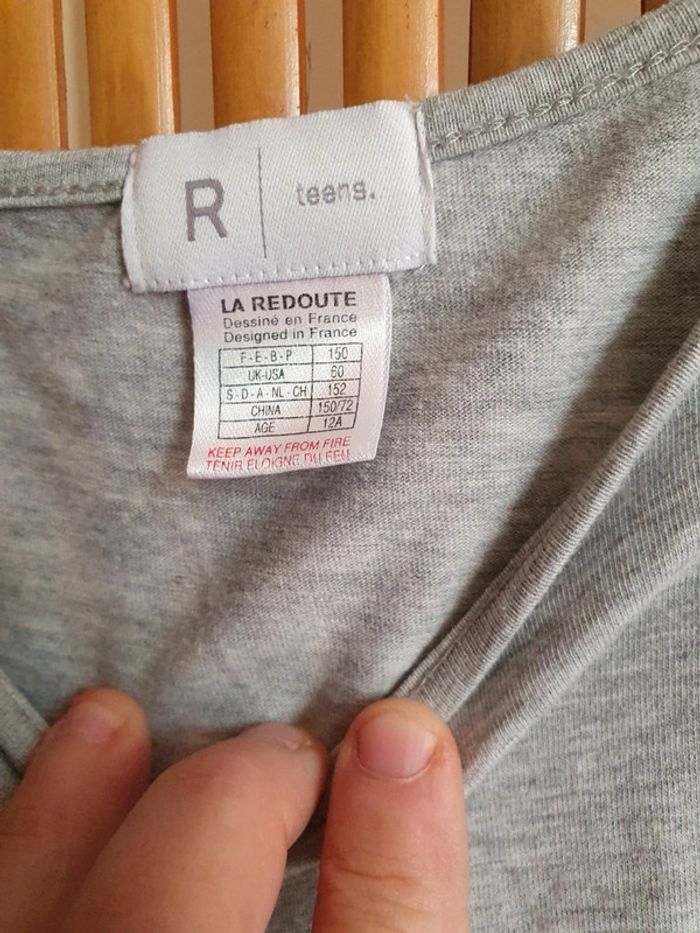 R | teens.
LA REDOUTE
Dessiné en France
Designed in France
F-E-B-P 150
UK-USA 60
S-D-A-NL-CH 152
CHINA 150/72
AGE 12A
KEEP AWAY FROM FIRE
TENIR ELOIGNE DU FEU